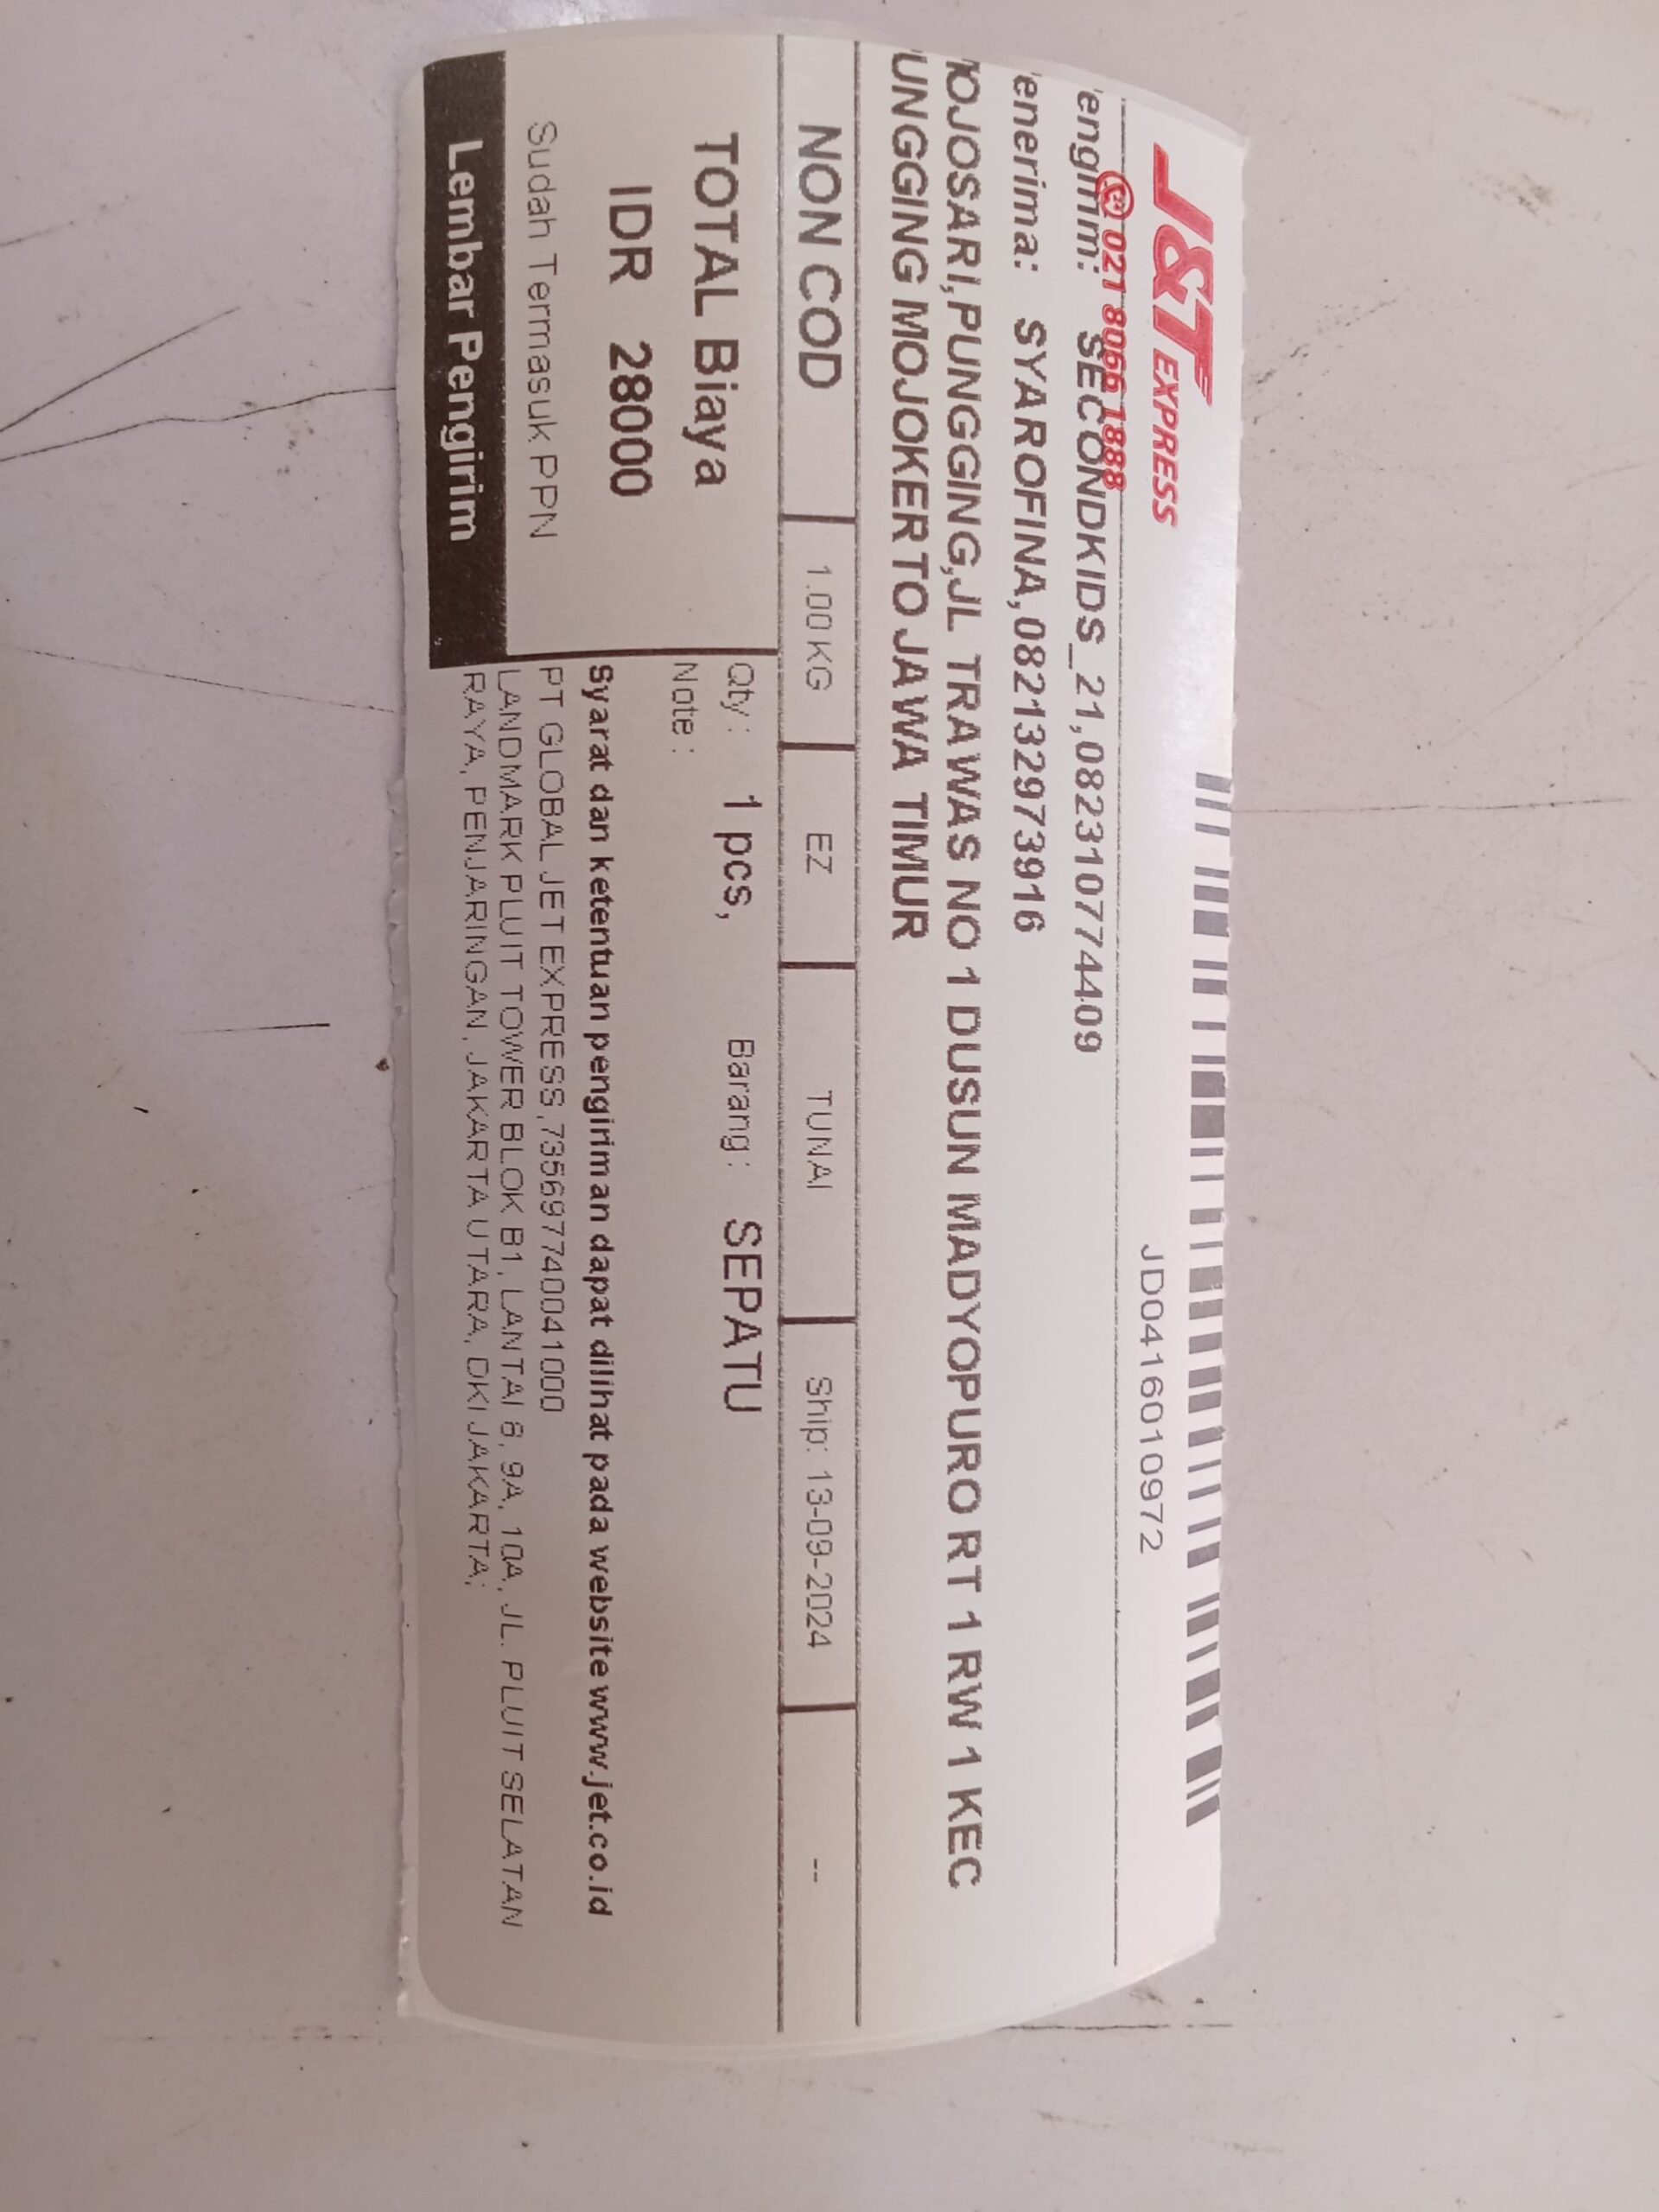 J&T EXPRESS
021 8066 1888
JD0416010972
engirim: SECONDKIDS_21,082310774409
enerima: SYAROFINA,082132973916
MOJOSARI,PUNGGING,JL TRAWAS NO 1 DUSUN MADYOPURO RT 1 RW 1 KEC
UNGGING MOJOKERTO JAWA TIMUR
NON COD 1.00 KG EZ TUNAI Ship: 13-09-2024 --
TOTAL Biaya
IDR 28000
Sudah Termasuk PPN
Lembar Pengirim
Qty : 1 pcs, Barang : SEPATU
Note :
Syarat dan ketentuan pengiriman dapat dilihat pada website www.jet.co.id
PT GLOBAL JET EXPRESS,735697740041000
LANDMARK PLUIT TOWER BLOK B1, LANTAI 8, 9A, 10A, JL. PLUIT SELATAN
RAYA, PENJARINGAN, JAKARTA UTARA, DKI JAKARTA;